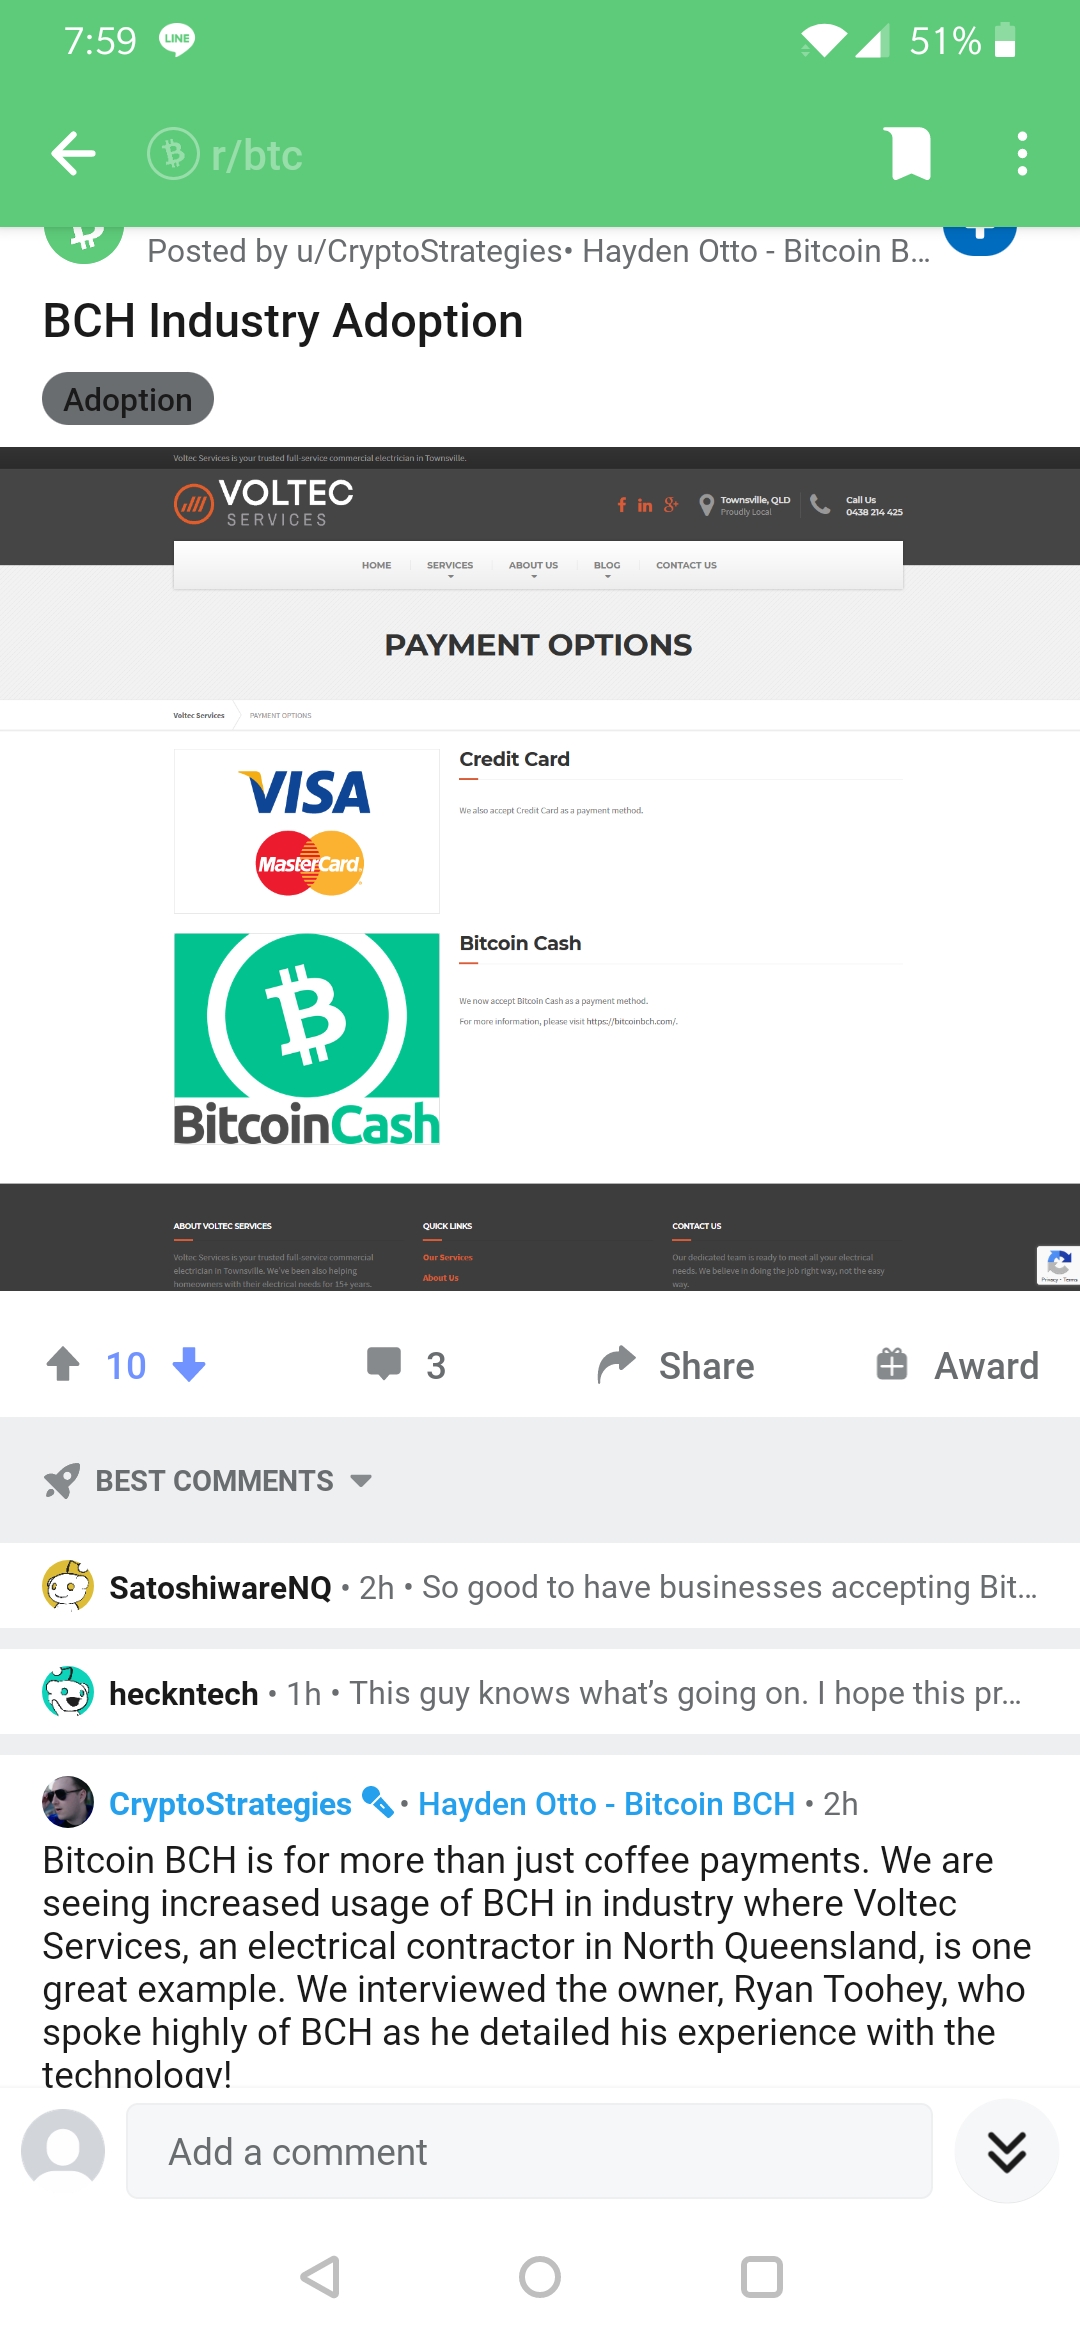 7:59 LINE 51%
r/btc
Posted by u/CryptoStrategies• Hayden Otto - Bitcoin B...
BCH Industry Adoption
Adoption
Voltec Services is your trusted full-service commercial electrician in Townsville.
VOLTEC
SERVICES
Townsville, QLD
Proudly Local
Call Us
0438 214 425
HOME SERVICES ABOUT US BLOG CONTACT US
PAYMENT OPTIONS
Voltec Services PAYMENT OPTIONS
VISA
MasterCard
Credit Card
We also accept Credit Card as a payment method.
BitcoinCash
Bitcoin Cash
We now accept Bitcoin Cash as a payment method.
For more information, please visit https://bitcoinbch.com/.
ABOUT VOLTEC SERVICES
Voltec Services is your trusted full-service commercial
electrician in Townsville. We've been also helping
homeowners with their electrical needs for 15+ years.
QUICK LINKS
Our Services
About Us
CONTACT US
Our dedicated team is ready to meet all your electrical
needs. We believe in doing the job right way, not the easy
way.
Privacy - Terms
10 3 Share Award
BEST COMMENTS
SatoshiwareNQ • 2h • So good to have businesses accepting Bit...
heckntech • 1h • This guy knows what's going on. I hope this pr...
CryptoStrategies • Hayden Otto - Bitcoin BCH • 2h
Bitcoin BCH is for more than just coffee payments. We are
seeing increased usage of BCH in industry where Voltec
Services, an electrical contractor in North Queensland, is one
great example. We interviewed the owner, Ryan Toohey, who
spoke highly of BCH as he detailed his experience with the
technology!
Add a comment